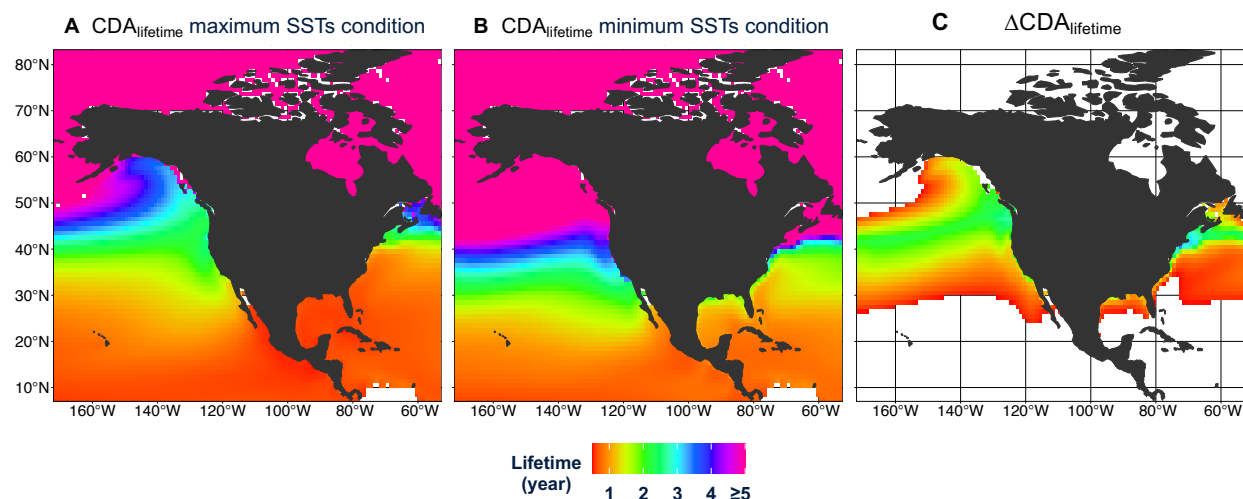 A CDAlifetime maximum SSTs condition
B CDAlifetime minimum SSTs condition
C ΔCDAlifetime
80°N
70°N
60°N
50°N
40°N
30°N
20°N
10°N
160°W 140°W 120°W 100°W 80°W 60°W
160°W 140°W 120°W 100°W 80°W 60°W
160°W 140°W 120°W 100°W 80°W 60°W
Lifetime
(year)
1 2 3 4 ≥5